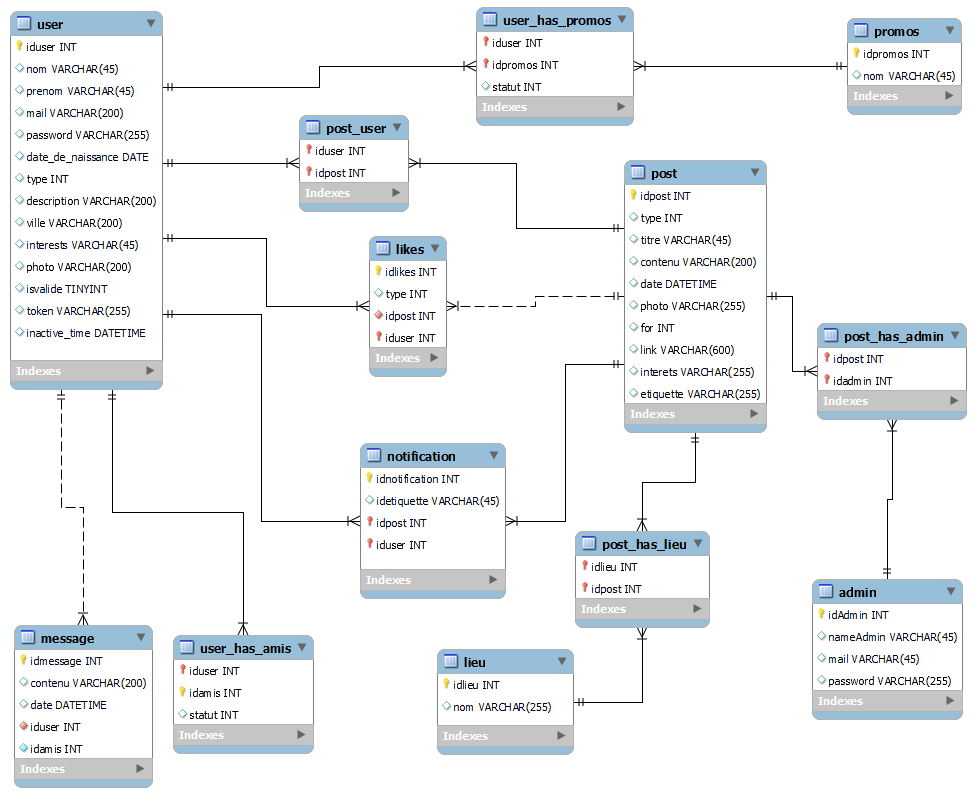 user
iduser INT
nom VARCHAR(45)
prenom VARCHAR(45)
mail VARCHAR(200)
password VARCHAR(255)
date_de_naissance DATE
type INT
description VARCHAR(200)
ville VARCHAR(200)
interests VARCHAR(45)
photo VARCHAR(200)
isvalide TINYINT
token VARCHAR(255)
inactive_time DATETIME
Indexes
user_has_promos
iduser INT
idpromos INT
statut INT
Indexes
promos
idpromos INT
nom VARCHAR(45)
Indexes
post_user
iduser INT
idpost INT
Indexes
post
idpost INT
type INT
titre VARCHAR(45)
contenu VARCHAR(200)
date DATETIME
photo VARCHAR(255)
for INT
link VARCHAR(600)
interets VARCHAR(255)
etiquette VARCHAR(255)
Indexes
likes
idlikes INT
type INT
idpost INT
iduser INT
Indexes
post_has_admin
idpost INT
idadmin INT
Indexes
notification
idnotification INT
idetiquette VARCHAR(45)
idpost INT
iduser INT
Indexes
post_has_lieu
idlieu INT
idpost INT
Indexes
admin
idAdmin INT
nameAdmin VARCHAR(45)
mail VARCHAR(45)
password VARCHAR(255)
Indexes
message
idmessage INT
contenu VARCHAR(200)
date DATETIME
iduser INT
idamis INT
Indexes
user_has_amis
iduser INT
idamis INT
statut INT
Indexes
lieu
idlieu INT
nom VARCHAR(255)
Indexes